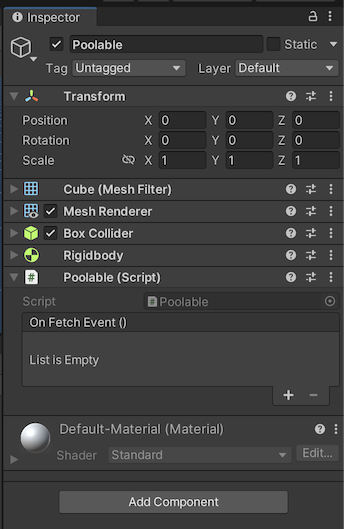 Inspector
Poolable Static
Tag Untagged Layer Default
Transform
Position X 0 Y 0 Z 0
Rotation X 0 Y 0 Z 0
Scale X 1 Y 1 Z 1
Cube (Mesh Filter)
Mesh Renderer
Box Collider
Rigidbody
Poolable (Script)
Script Poolable
On Fetch Event ()
List is Empty
+ −
Default-Material (Material)
Shader Standard Edit...
Add Component